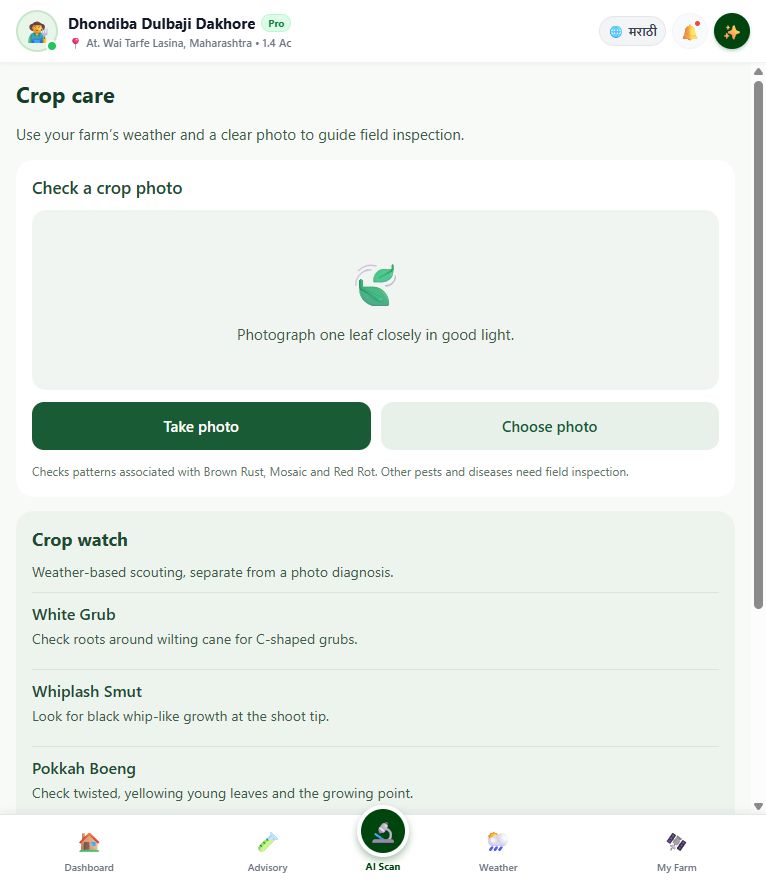 Dhondiba Dulbaji Dakhore Pro
At. Wai Tarfe Lasina, Maharashtra • 1.4 Ac
मराठी
Crop care
Use your farm's weather and a clear photo to guide field inspection.
Check a crop photo
Photograph one leaf closely in good light.
Take photo
Choose photo
Checks patterns associated with Brown Rust, Mosaic and Red Rot. Other pests and diseases need field inspection.
Crop watch
Weather-based scouting, separate from a photo diagnosis.
White Grub
Check roots around wilting cane for C-shaped grubs.
Whiplash Smut
Look for black whip-like growth at the shoot tip.
Pokkah Boeng
Check twisted, yellowing young leaves and the growing point.
Dashboard
Advisory
AI Scan
Weather
My Farm